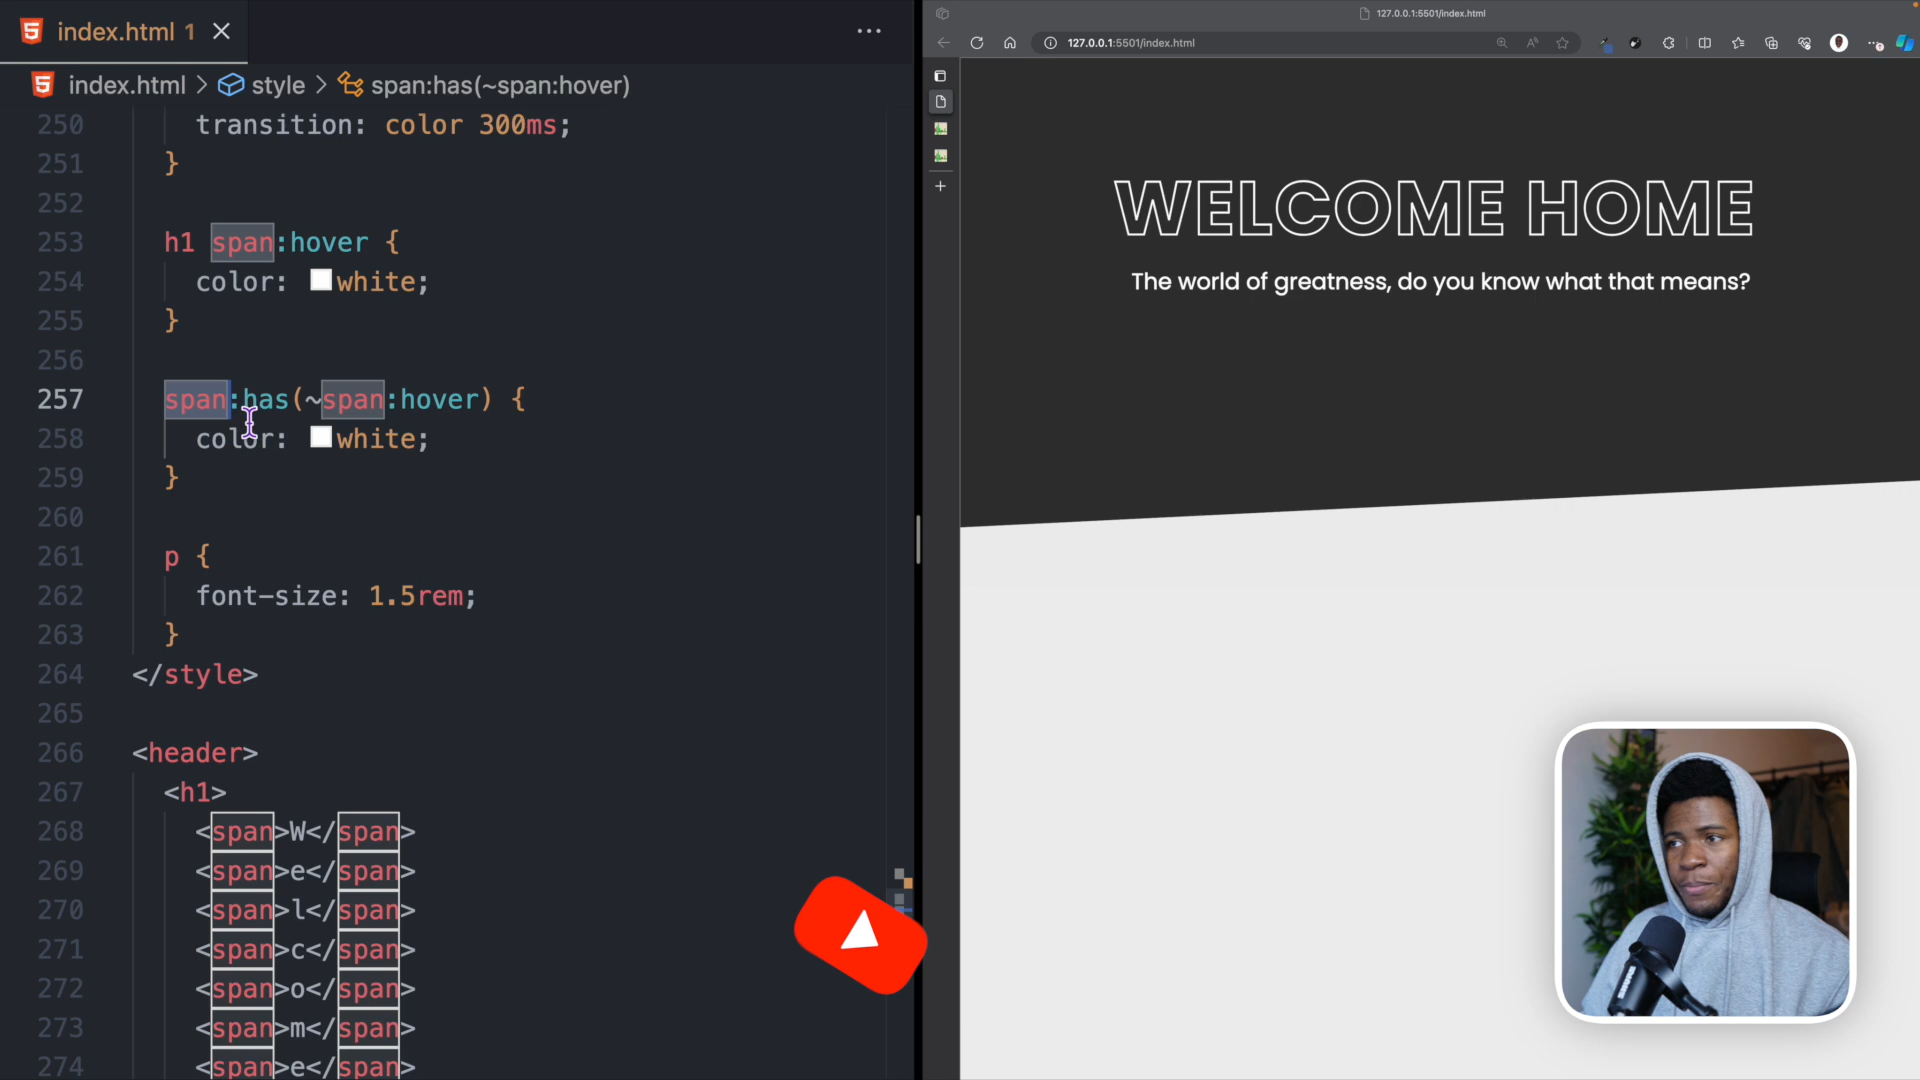 index.html 1
index.html > style > span:has(~span:hover)
250 transition: color 300ms;
251 }
252
253 h1 span:hover {
254 color: white;
255 }
256
257 span:has(~span:hover) {
258 color: white;
259 }
260
261 p {
262 font-size: 1.5rem;
263 }
264 </style>
265
266 <header>
267 <h1>
268 <span>W</span>
269 <span>e</span>
270 <span>l</span>
271 <span>c</span>
272 <span>o</span>
273 <span>m</span>
274 <span>e</span>
127.0.0.1:5501/index.html
127.0.0.1:5501/index.html
WELCOME HOME
The world of greatness, do you know what that means?